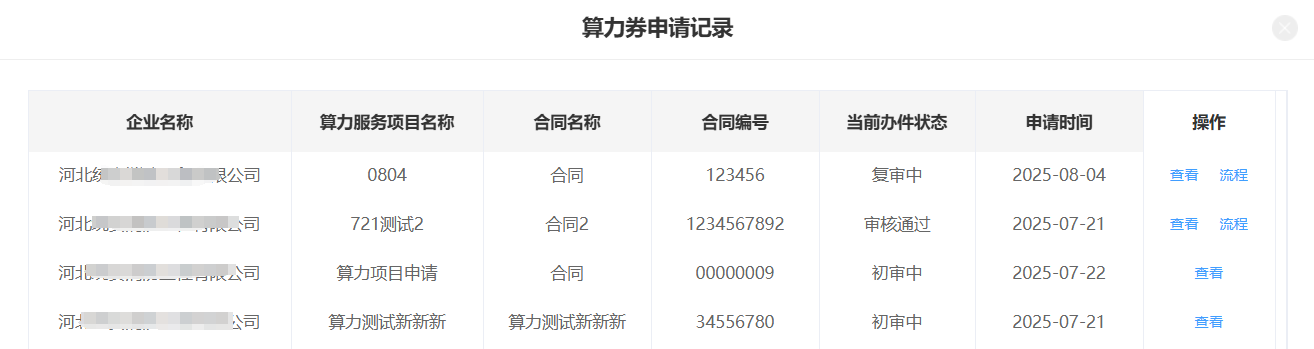 算力券申请记录
企业名称 算力服务项目名称 合同名称 合同编号 当前办件状态 申请时间 操作
河北 限公司 0804 合同 123456 复审中 2025-08-04 查看 流程
河北 有限公司 721测试2 合同2 1234567892 审核通过 2025-07-21 查看 流程
河北 有限公司 算力项目申请 合同 00000009 初审中 2025-07-22 查看
河 公司 算力测试新新新 算力测试新新新 34556780 初审中 2025-07-21 查看